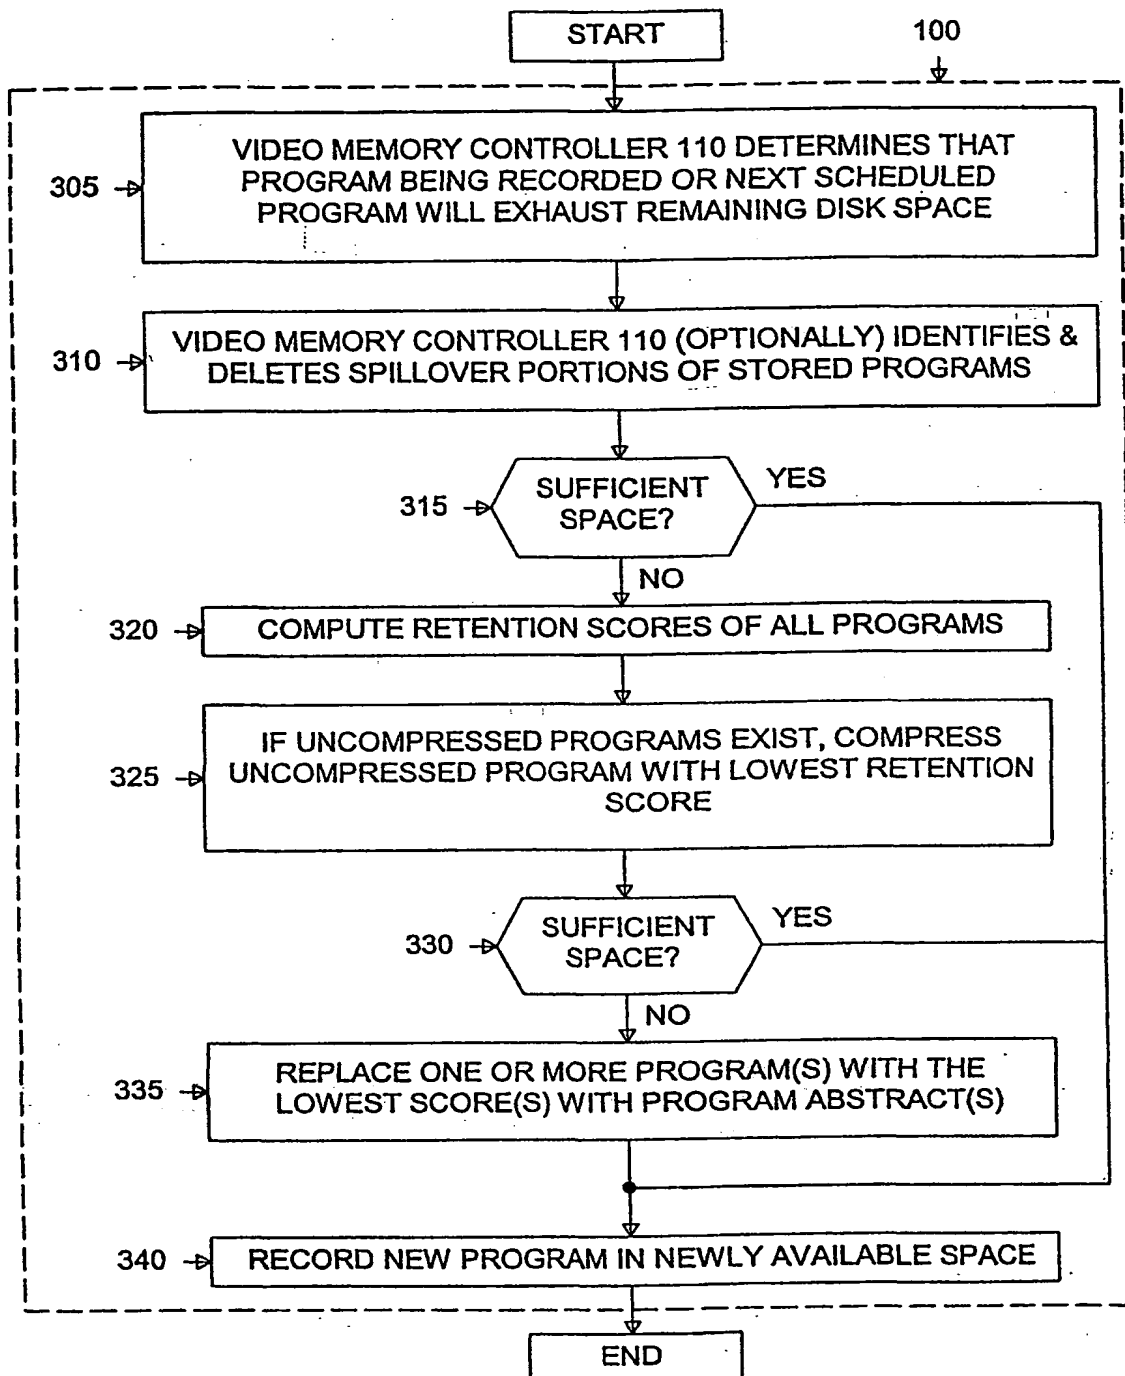 START
100
305
VIDEO MEMORY CONTROLLER 110 DETERMINES THAT
PROGRAM BEING RECORDED OR NEXT SCHEDULED
PROGRAM WILL EXHAUST REMAINING DISK SPACE
310
VIDEO MEMORY CONTROLLER 110 (OPTIONALLY) IDENTIFIES &
DELETES SPILLOVER PORTIONS OF STORED PROGRAMS
315
SUFFICIENT
SPACE?
YES
NO
320
COMPUTE RETENTION SCORES OF ALL PROGRAMS
325
IF UNCOMPRESSED PROGRAMS EXIST, COMPRESS
UNCOMPRESSED PROGRAM WITH LOWEST RETENTION
SCORE
330
SUFFICIENT
SPACE?
YES
NO
335
REPLACE ONE OR MORE PROGRAM(S) WITH THE
LOWEST SCORE(S) WITH PROGRAM ABSTRACT(S)
340
RECORD NEW PROGRAM IN NEWLY AVAILABLE SPACE
END